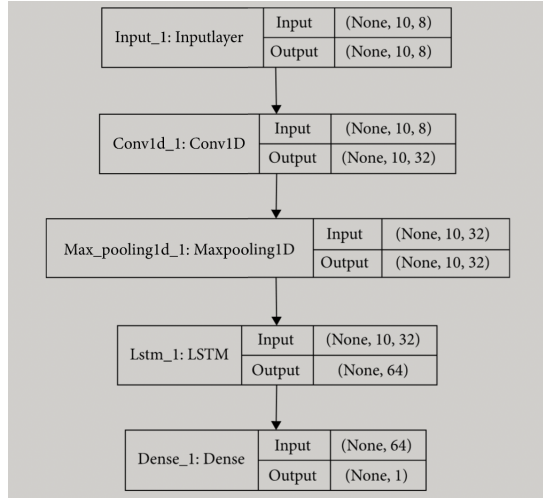 Input_1: Inputlayer
Input
(None, 10, 8)
Output
(None, 10, 8)
Conv1d_1: Conv1D
Input
(None, 10, 8)
Output
(None, 10, 32)
Max_pooling1d_1: Maxpooling1D
Input
(None, 10, 32)
Output
(None, 10, 32)
Lstm_1: LSTM
Input
(None, 10, 32)
Output
(None, 64)
Dense_1: Dense
Input
(None, 64)
Output
(None, 1)